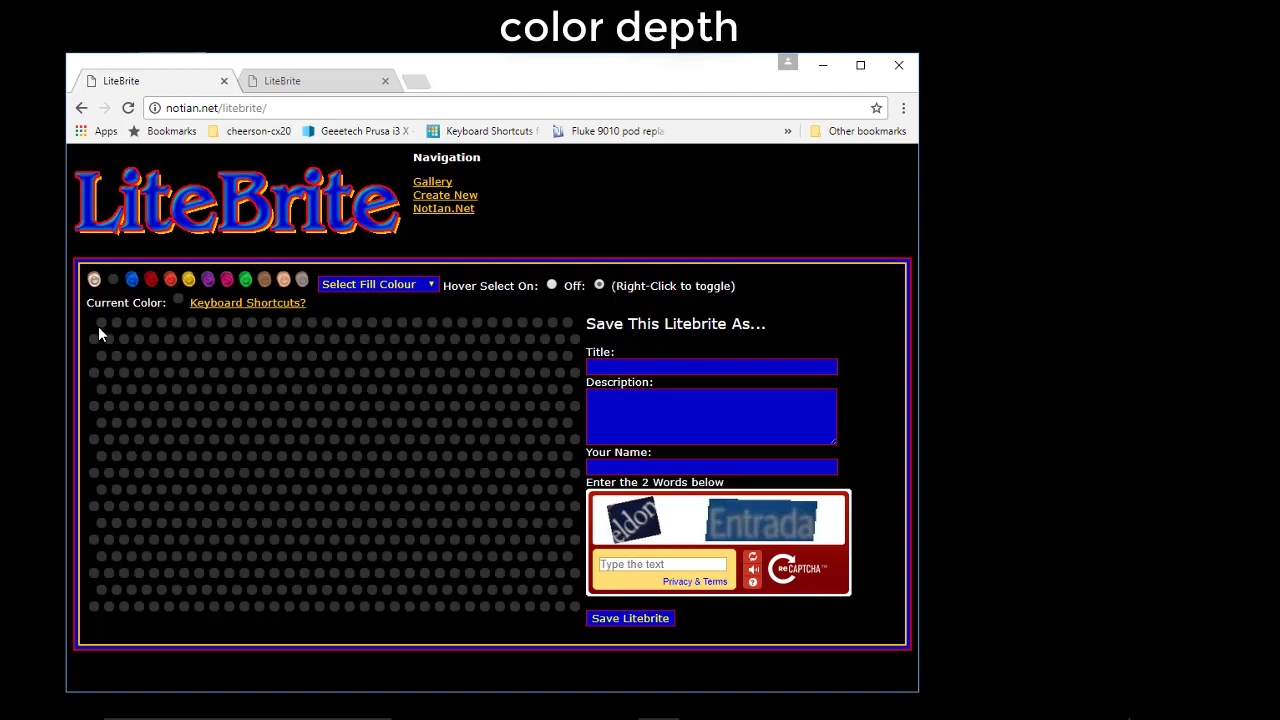 color depth
LiteBrite
LiteBrite
notian.net/litebrite/
Apps
Bookmarks
cheerson-cx20
Geeetech Prusa i3 X
Keyboard Shortcuts f
Fluke 9010 pod repla
»
Other bookmarks
LiteBrite
Navigation
Gallery
Create New
NotIan.Net
Select Fill Colour
Hover Select On:
Off:
(Right-Click to toggle)
Current Color:
Keyboard Shortcuts?
Save This Litebrite As...
Title:
Description:
Your Name:
Enter the 2 Words below
eldon
Entrada
Type the text
Privacy & Terms
reCAPTCHA™
Save Litebrite